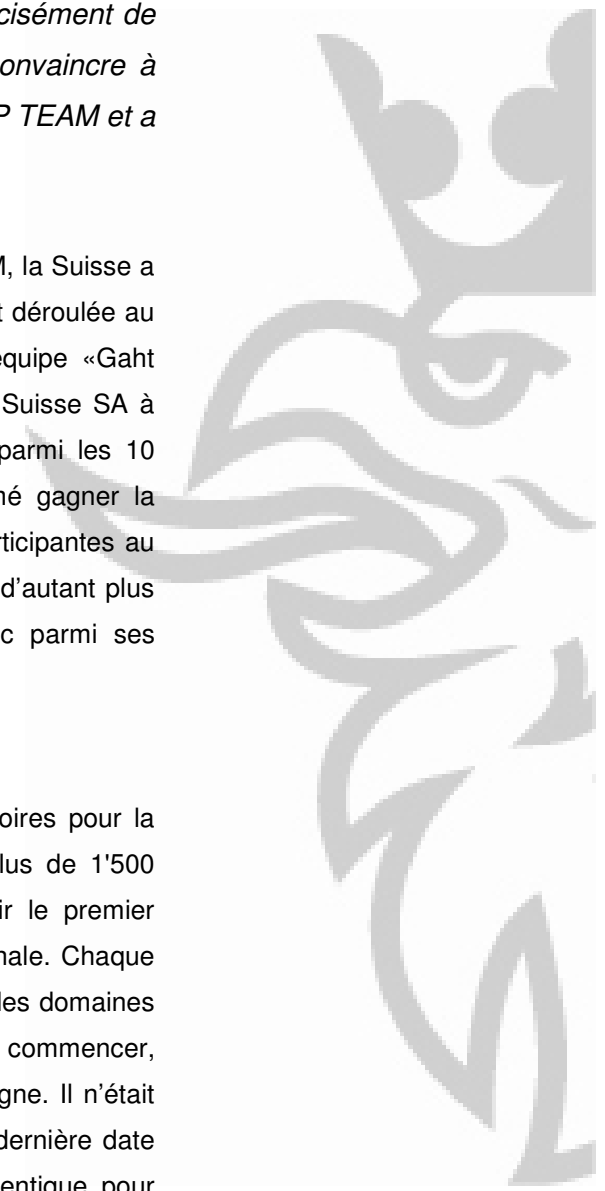 cisément de
onvaincre à
P TEAM et a
M, la Suisse a
t déroulée au
équipe «Gaht
Suisse SA à
parmi les 10
né gagner la
rticipantes au
d'autant plus
c parmi ses
oires pour la
lus de 1'500
ir le premier
nale. Chaque
les domaines
commencer,
gne. Il n'était
dernière date
entique pour